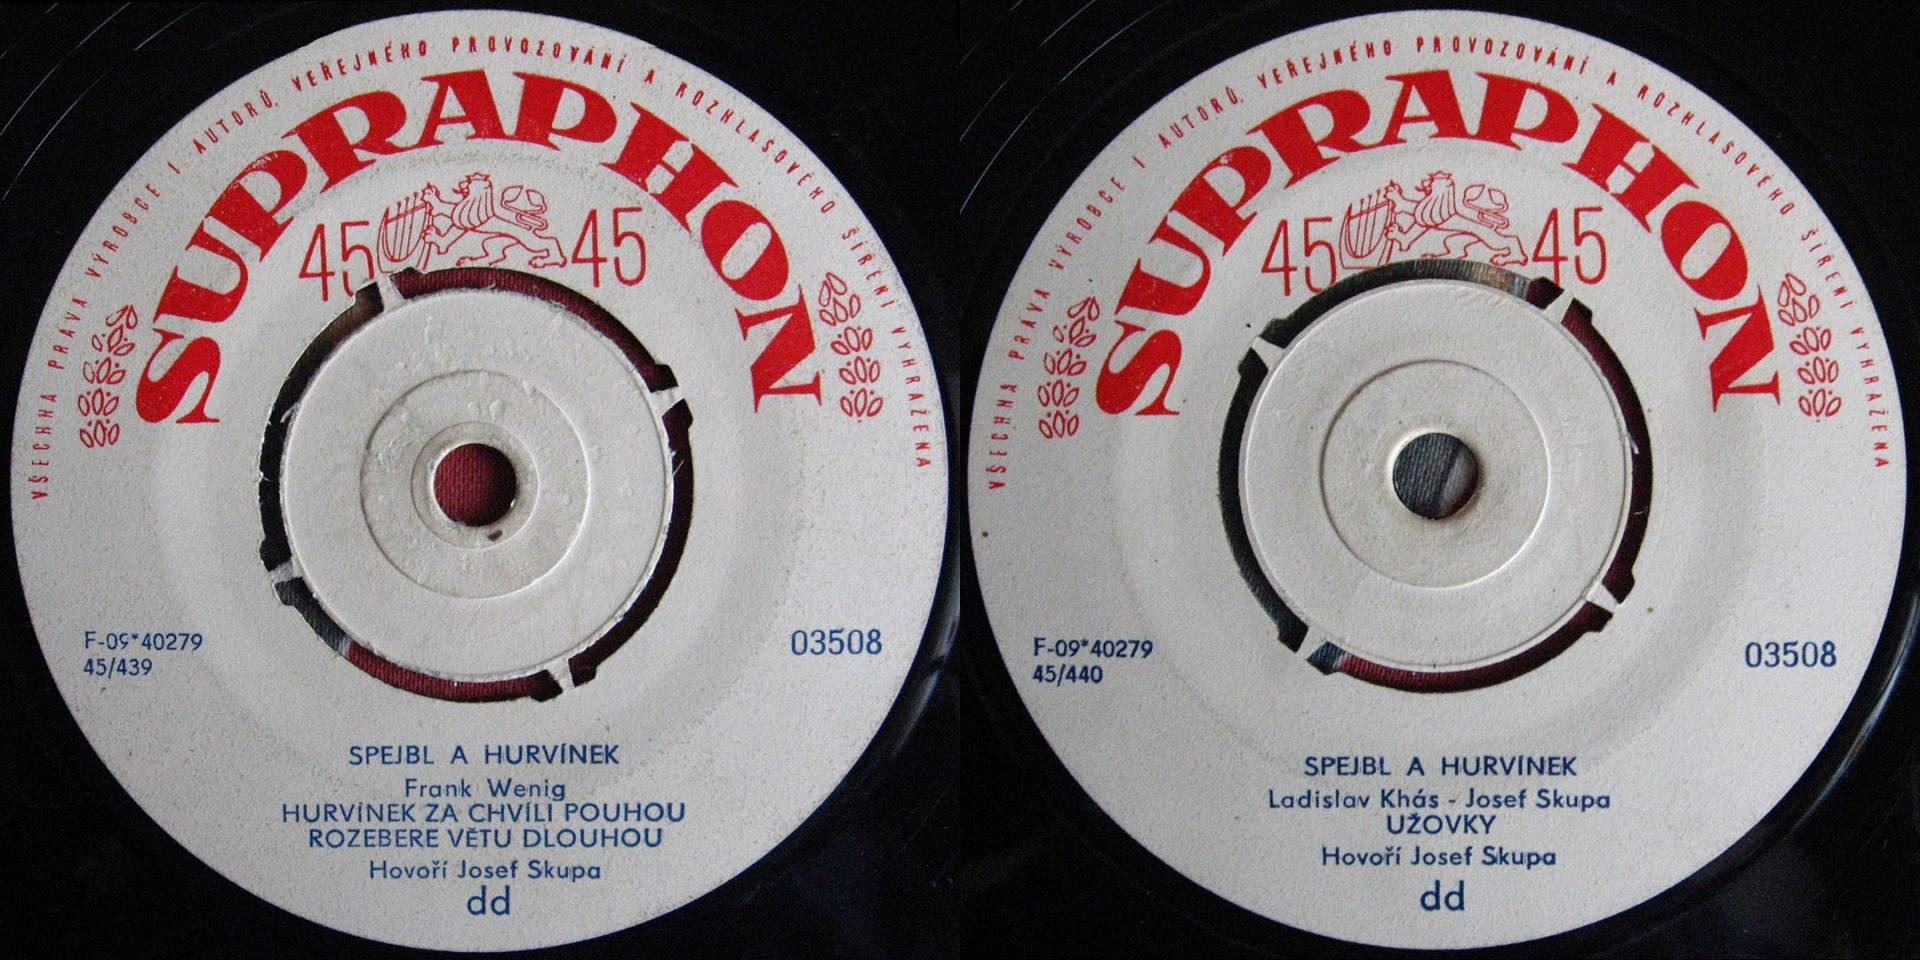 VŠECHNA PRÁVA VÝROBCE I AUTORŮ, VEŘEJNÉHO PROVOZOVÁNÍ A ROZHLASOVÉHO ŠÍŘENÍ VYHRAŽENA
SUPRAPHON
45 45
F-09*40279
45/439
03508
SPEJBL A HURVÍNEK
Frank Wenig
HURVÍNEK ZA CHVÍLI POUHOU
ROZEBERE VĚTU DLOUHOU
Hovoří Josef Skupa
dd
VŠECHNA PRÁVA VÝROBCE I AUTORŮ, VEŘEJNÉHO PROVOZOVÁNÍ A ROZHLASOVÉHO ŠÍŘENÍ VYHRAŽENA
SUPRAPHON
45 45
F-09*40279
45/440
03508
SPEJBL A HURVÍNEK
Ladislav Khás - Josef Skupa
UŽOVKY
Hovoří Josef Skupa
dd